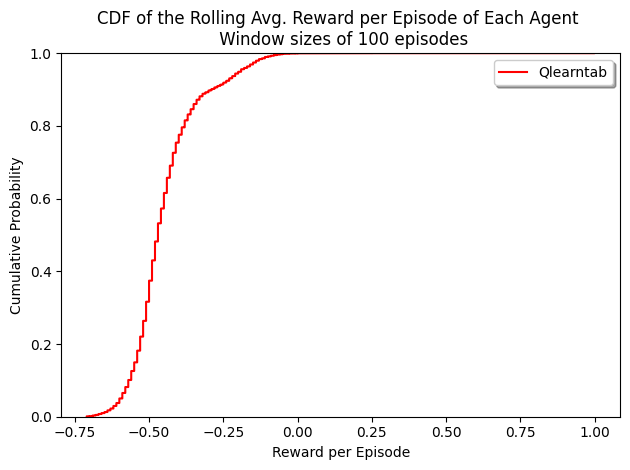 CDF of the Rolling Avg. Reward per Episode of Each Agent
Window sizes of 100 episodes
Qlearntab
Cumulative Probability
1.0
0.8
0.6
0.4
0.2
0.0
−0.75 −0.50 −0.25 0.00 0.25 0.50 0.75 1.00
Reward per Episode